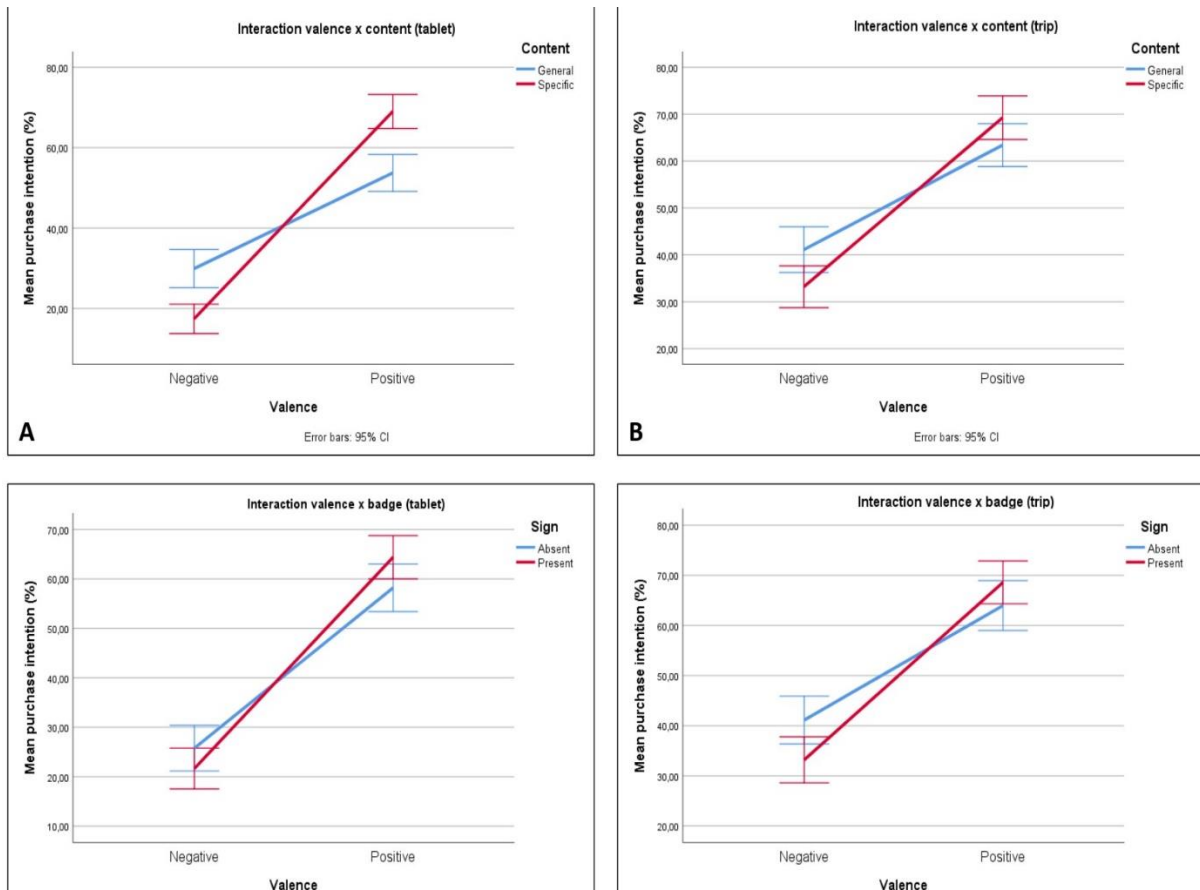 Interaction valence x content (tablet)
Content
General
Specific
80,00
60,00
40,00
20,00
Mean purchase intention (%)
Negative
Positive
Valence
A
Error bars: 95% CI
Interaction valence x content (trip)
Content
General
Specific
80,00
70,00
60,00
50,00
40,00
30,00
20,00
Mean purchase intention (%)
Negative
Positive
Valence
B
Error bars: 95% CI
Interaction valence x badge (tablet)
Sign
Absent
Present
70,00
60,00
50,00
40,00
30,00
20,00
10,00
Mean purchase intention (%)
Negative
Positive
Valence
Interaction valence x badge (trip)
Sign
Absent
Present
80,00
70,00
60,00
50,00
40,00
30,00
20,00
Mean purchase intention (%)
Negative
Positive
Valence